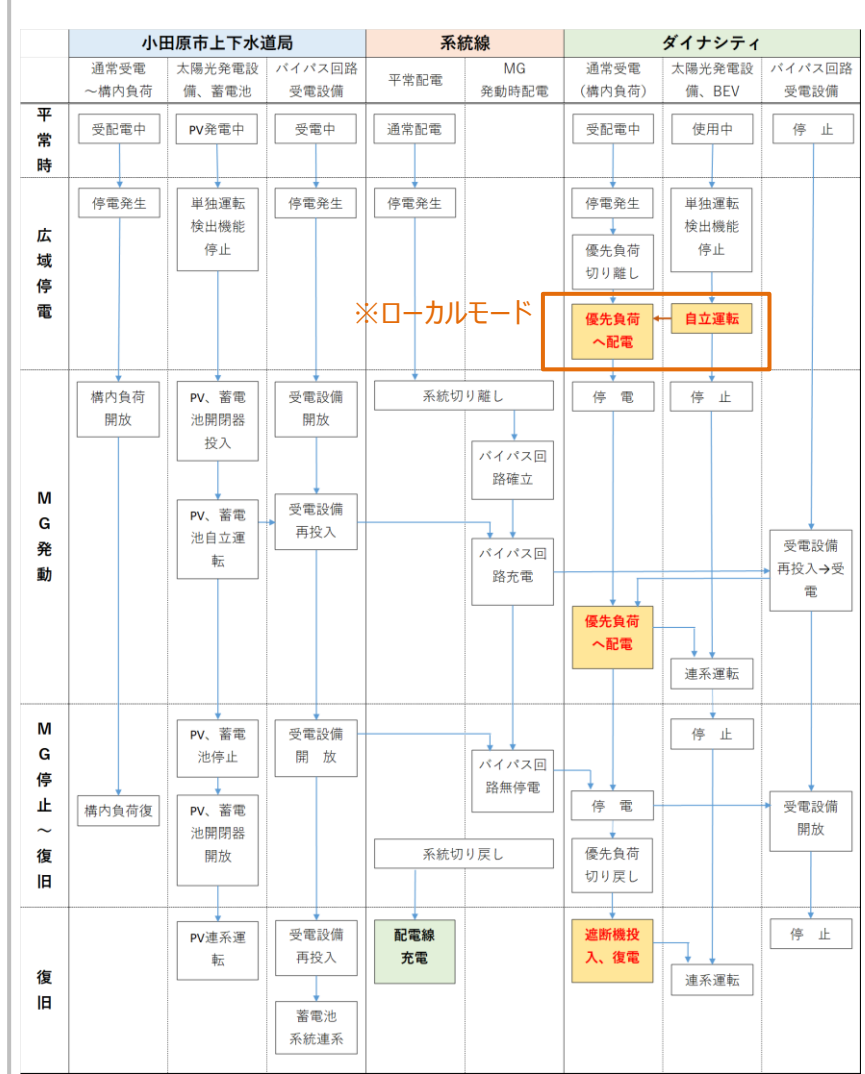 小田原市上下水道局
系統線
ダイナシティ
通常受電
～構内負荷
太陽光発電設
備、蓄電池
バイパス回路
受電設備
平常配電
MG
発動時配電
通常受電
（構内負荷）
太陽光発電設
備、BEV
バイパス回路
受電設備
平
常
時
受配電中
PV発電中
受電中
通常配電
受配電中
使用中
停　止
広
域
停
電
停電発生
単独運転
検出機能
停止
停電発生
停電発生
停電発生
単独運転
検出機能
停止
優先負荷
切り離し
※ローカルモード
優先負荷
へ配電
自立運転
M
G
発
動
構内負荷
開放
PV、蓄電
池開閉器
投入
受電設備
開放
系統切り離し
停　電
停　止
バイパス回
路確立
PV、蓄電
池自立運
転
受電設備
再投入
バイパス回
路充電
受電設備
再投入→受
電
優先負荷
へ配電
連系運転
M
G
停
止
～
復
旧
PV、蓄電
池停止
受電設備
開　放
停　止
バイパス回
路無停電
構内負荷復
PV、蓄電
池開閉器
開放
停　電
受電設備
開放
系統切り戻し
優先負荷
切り戻し
復
旧
PV連系運
転
受電設備
再投入
配電線
充電
遮断機投
入、復電
停　止
連系運転
蓄電池
系統連系